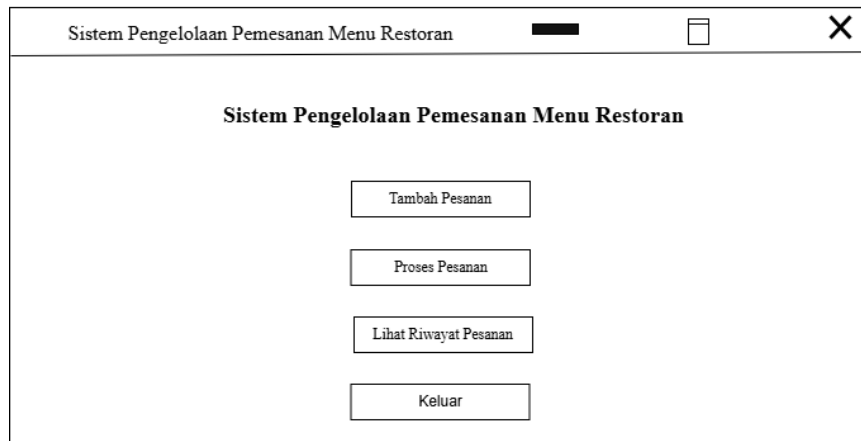 Sistem Pengelolaan Pemesanan Menu Restoran
Sistem Pengelolaan Pemesanan Menu Restoran
Tambah Pesanan
Proses Pesanan
Lihat Riwayat Pesanan
Keluar